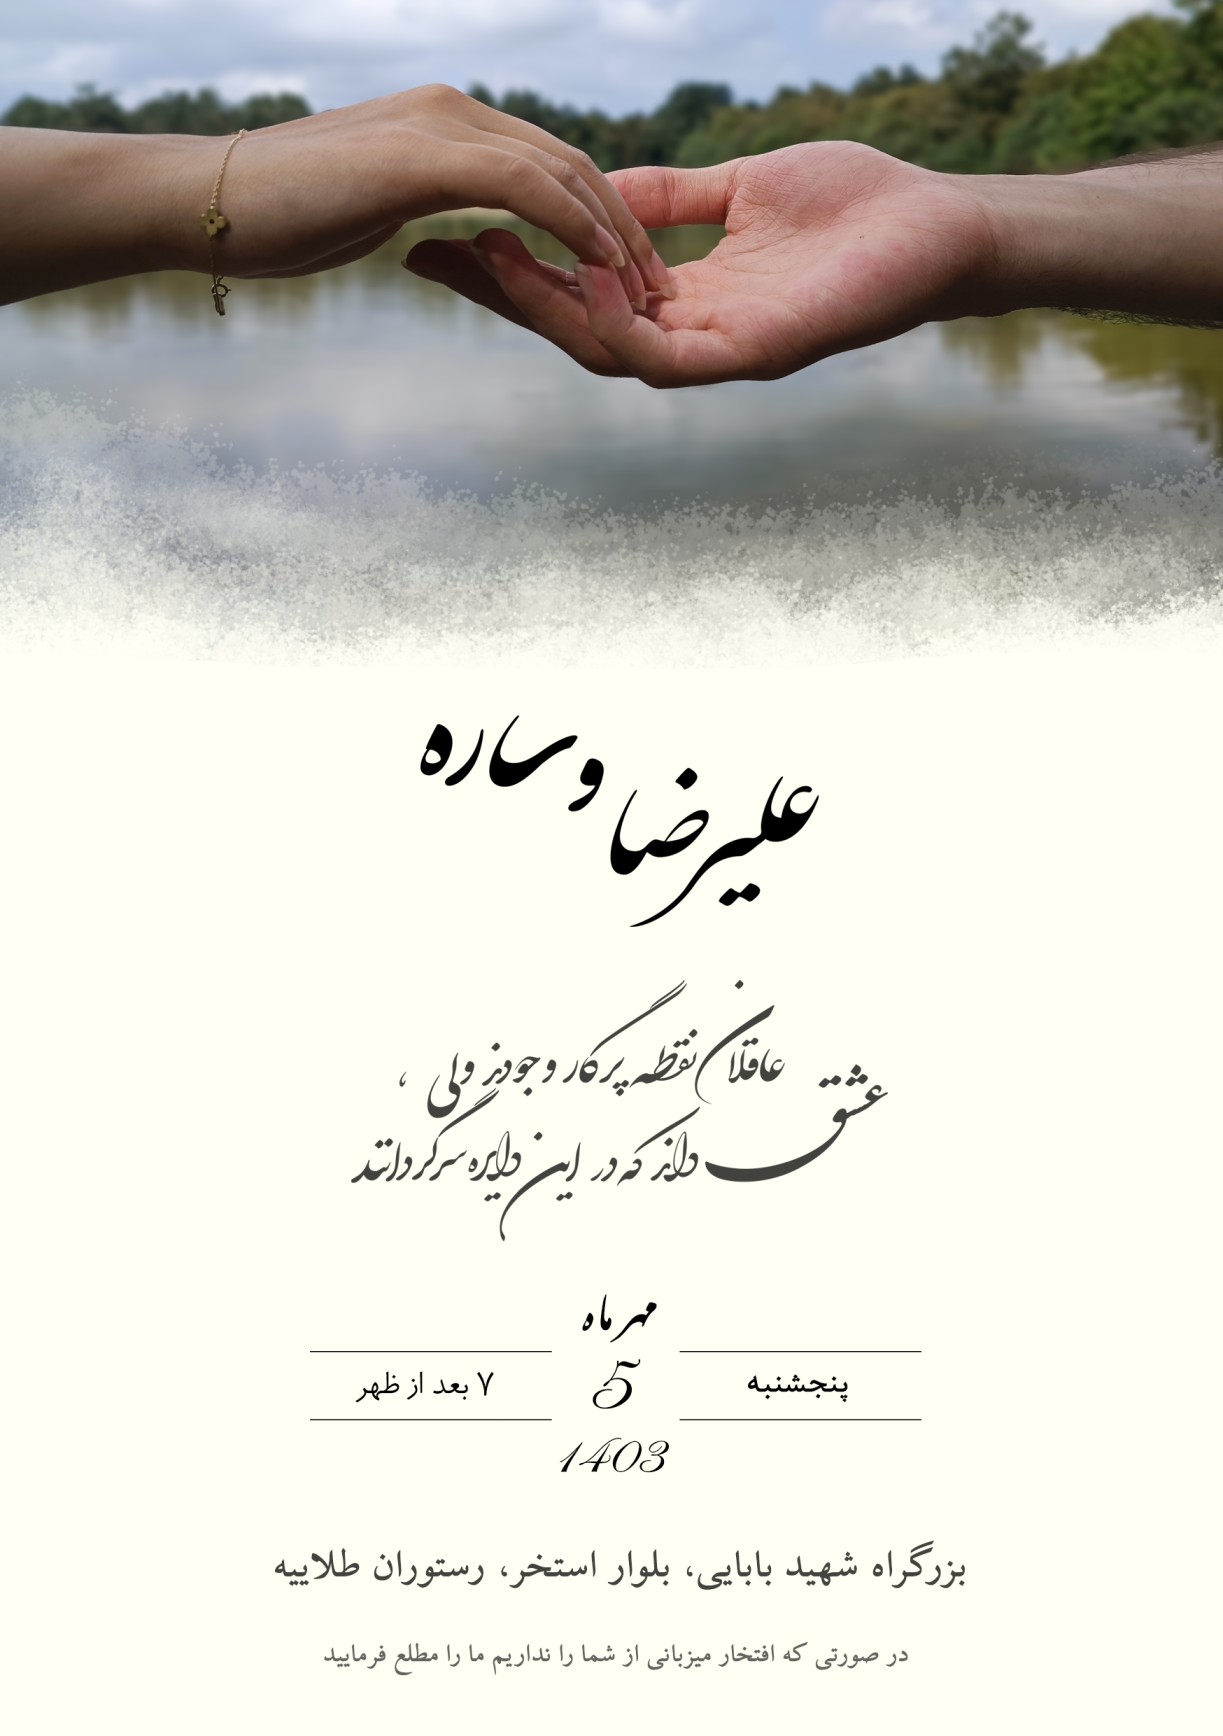 علیرضا و ساره
عاقلان نقطه پرگار وجودند ولی ،
عشق داند که در این دایره سرگردانند
مهر ماه
پنجشنبه
5
۷ بعد از ظهر
1403
بزرگراه شهید بابایی، بلوار استخر، رستوران طلاییه
در صورتی که افتخار میزبانی از شما را نداریم ما را مطلع فرمایید